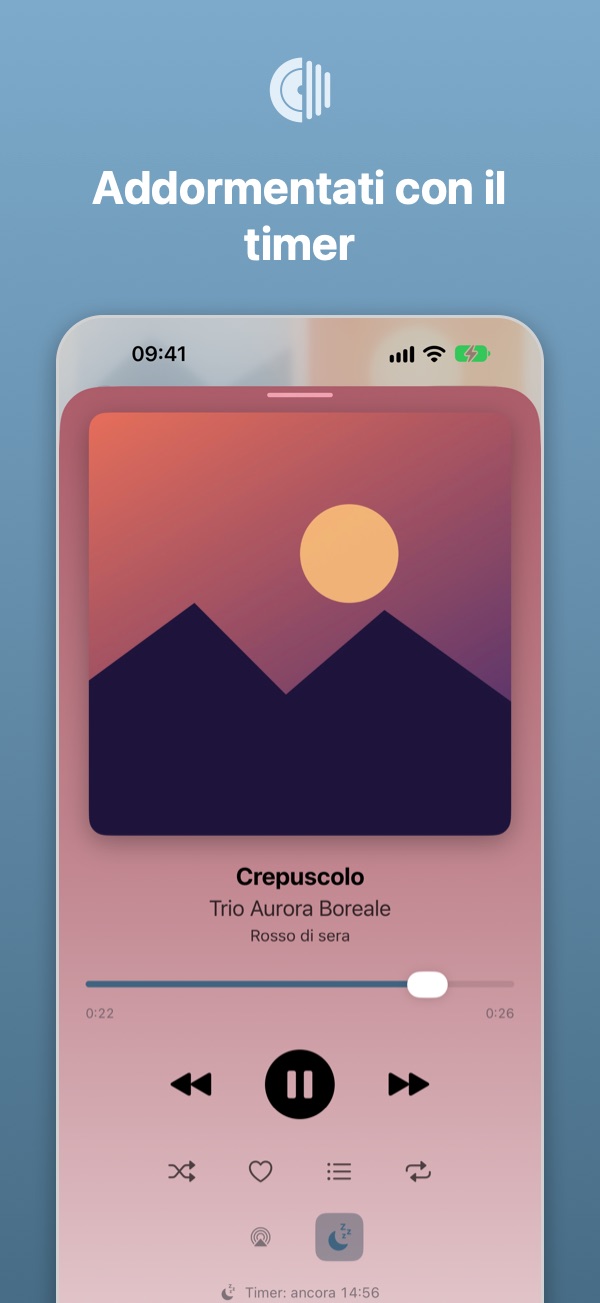 Addormentati con il
timer
09:41
Crepuscolo
Trio Aurora Boreale
Rosso di sera
0:22
0:26
Timer: ancora 14:56